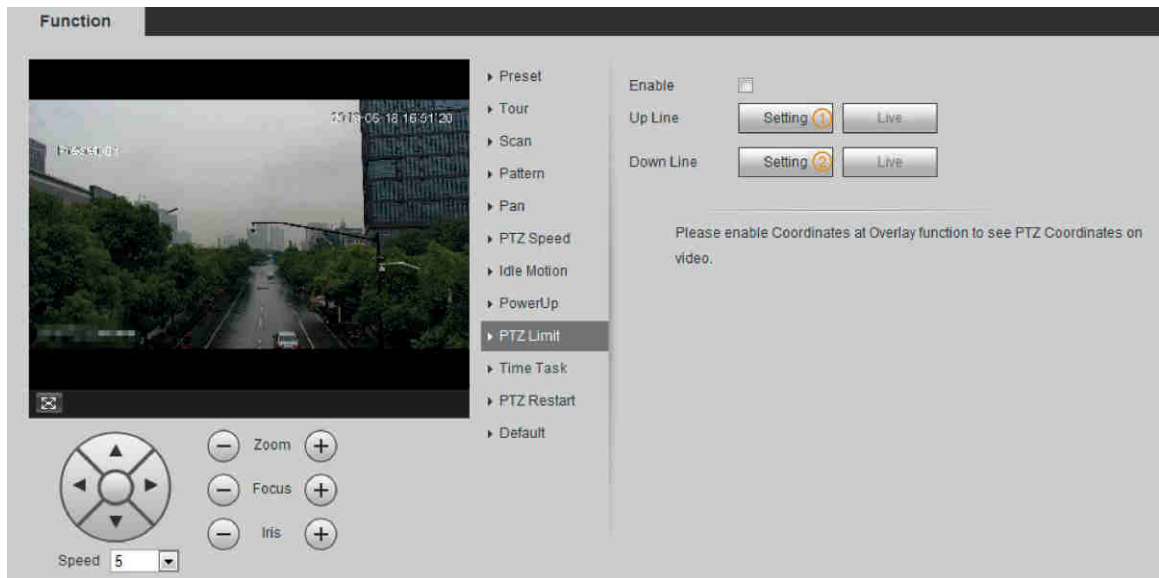 Function
Preset
Tour
Scan
Pattern
Pan
PTZ Speed
Idle Motion
PowerUp
PTZ Limit
Time Task
PTZ Restart
Default
Enable
Up Line Setting 1 Live
Down Line Setting 2 Live
Please enable Coordinates at Overlay function to see PTZ Coordinates on
video.
Zoom
Focus
Iris
Speed 5